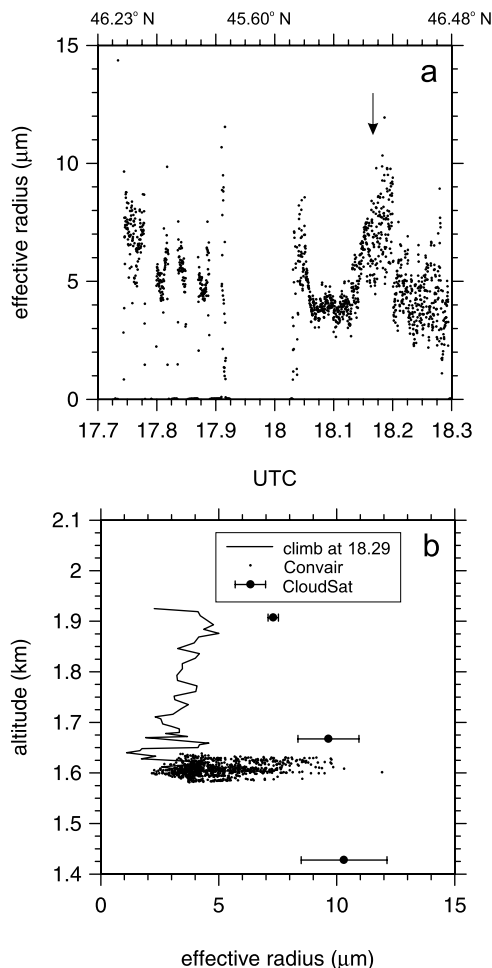 46.23° N 45.60° N 46.48° N
15
a
10
5
0
effective radius (μm)
17.7 17.8 17.9 18 18.1 18.2 18.3
UTC
2.1
b
climb at 18.29
Convair
CloudSat
2
1.9
1.8
1.7
1.6
1.5
1.4
altitude (km)
0 5 10 15
effective radius (μm)